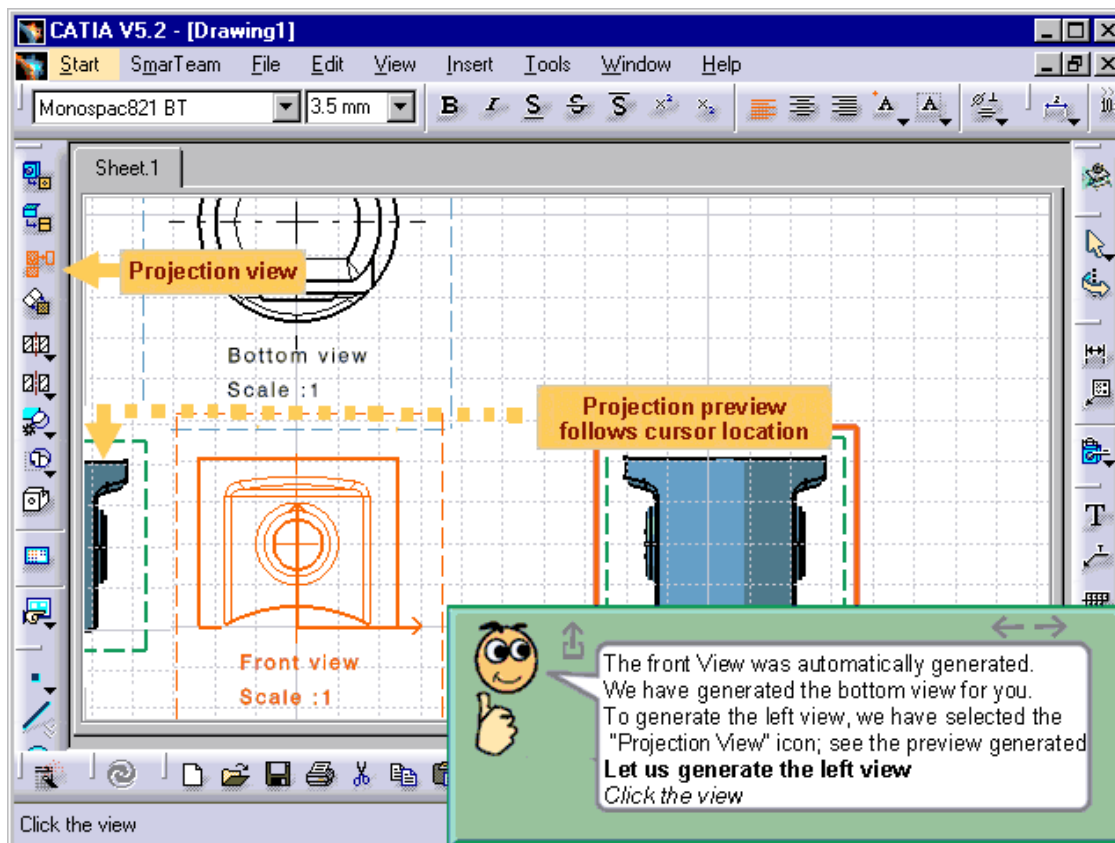 CATIA V5.2 - [Drawing1]
Start SmarTeam File Edit View Insert Tools Window Help
Monospac821 BT 3.5 mm B I S S S x² x₂ A A 10
Sheet.1
Projection view
Bottom view
Scale :1
Projection preview
follows cursor location
T
Front view
Scale :1
The front View was automatically generated.
We have generated the bottom view for you.
To generate the left view, we have selected the
"Projection View" icon; see the preview generated
Let us generate the left view
Click the view
Click the view